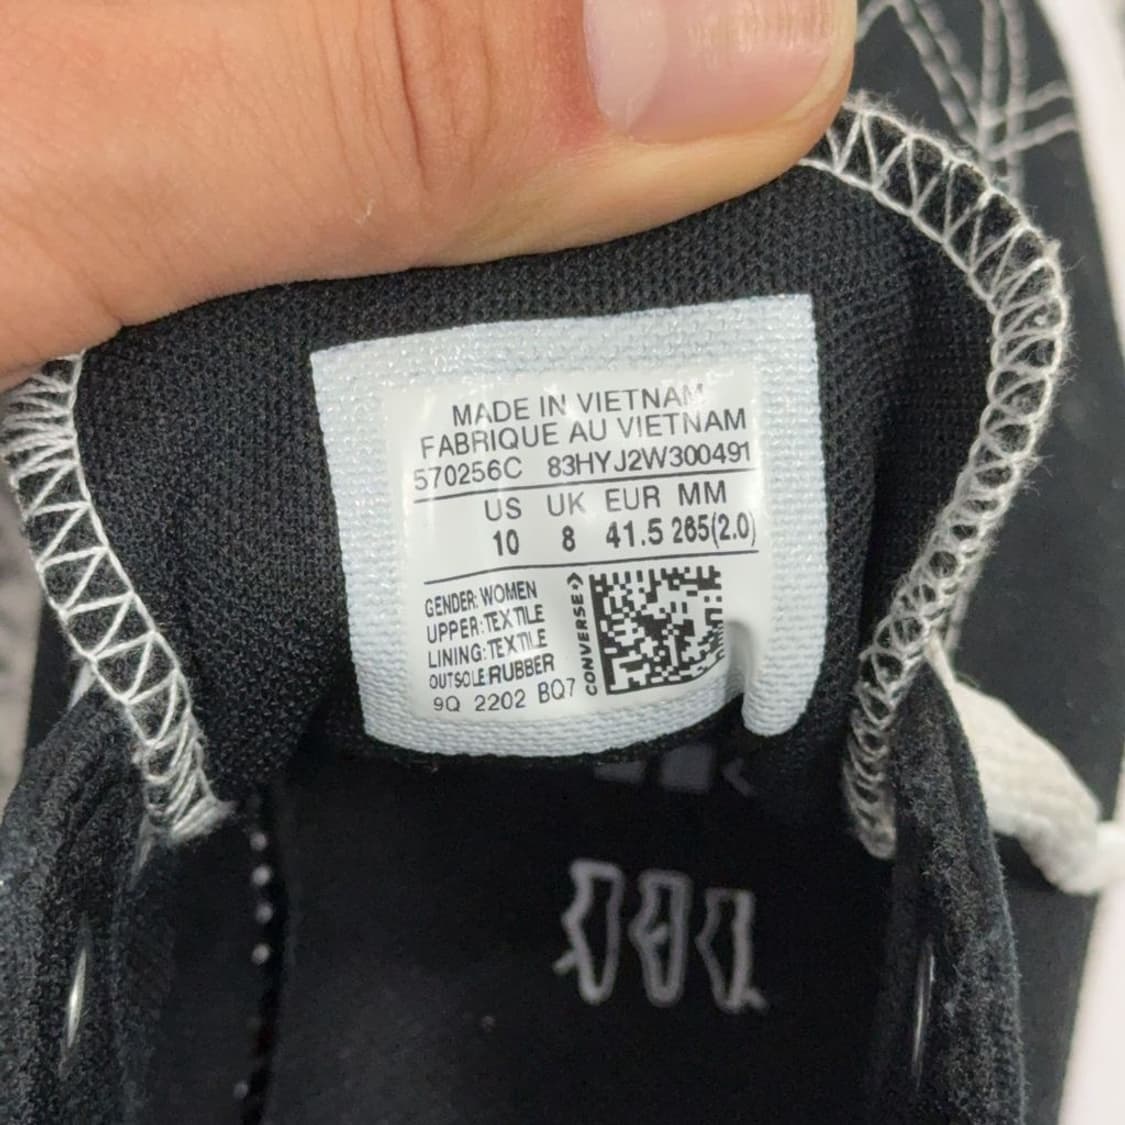 MADE IN VIETNAM
FABRIQUE AU VIETNAM
570256C 83HYJ2W300491
US UK EUR MM
10 8 41.5 265(2.0)
GENDER: WOMEN
UPPER: TEXTILE
LINING: TEXTILE
OUTSOLE: RUBBER
9Q 2202 BQ7
CONVERSE